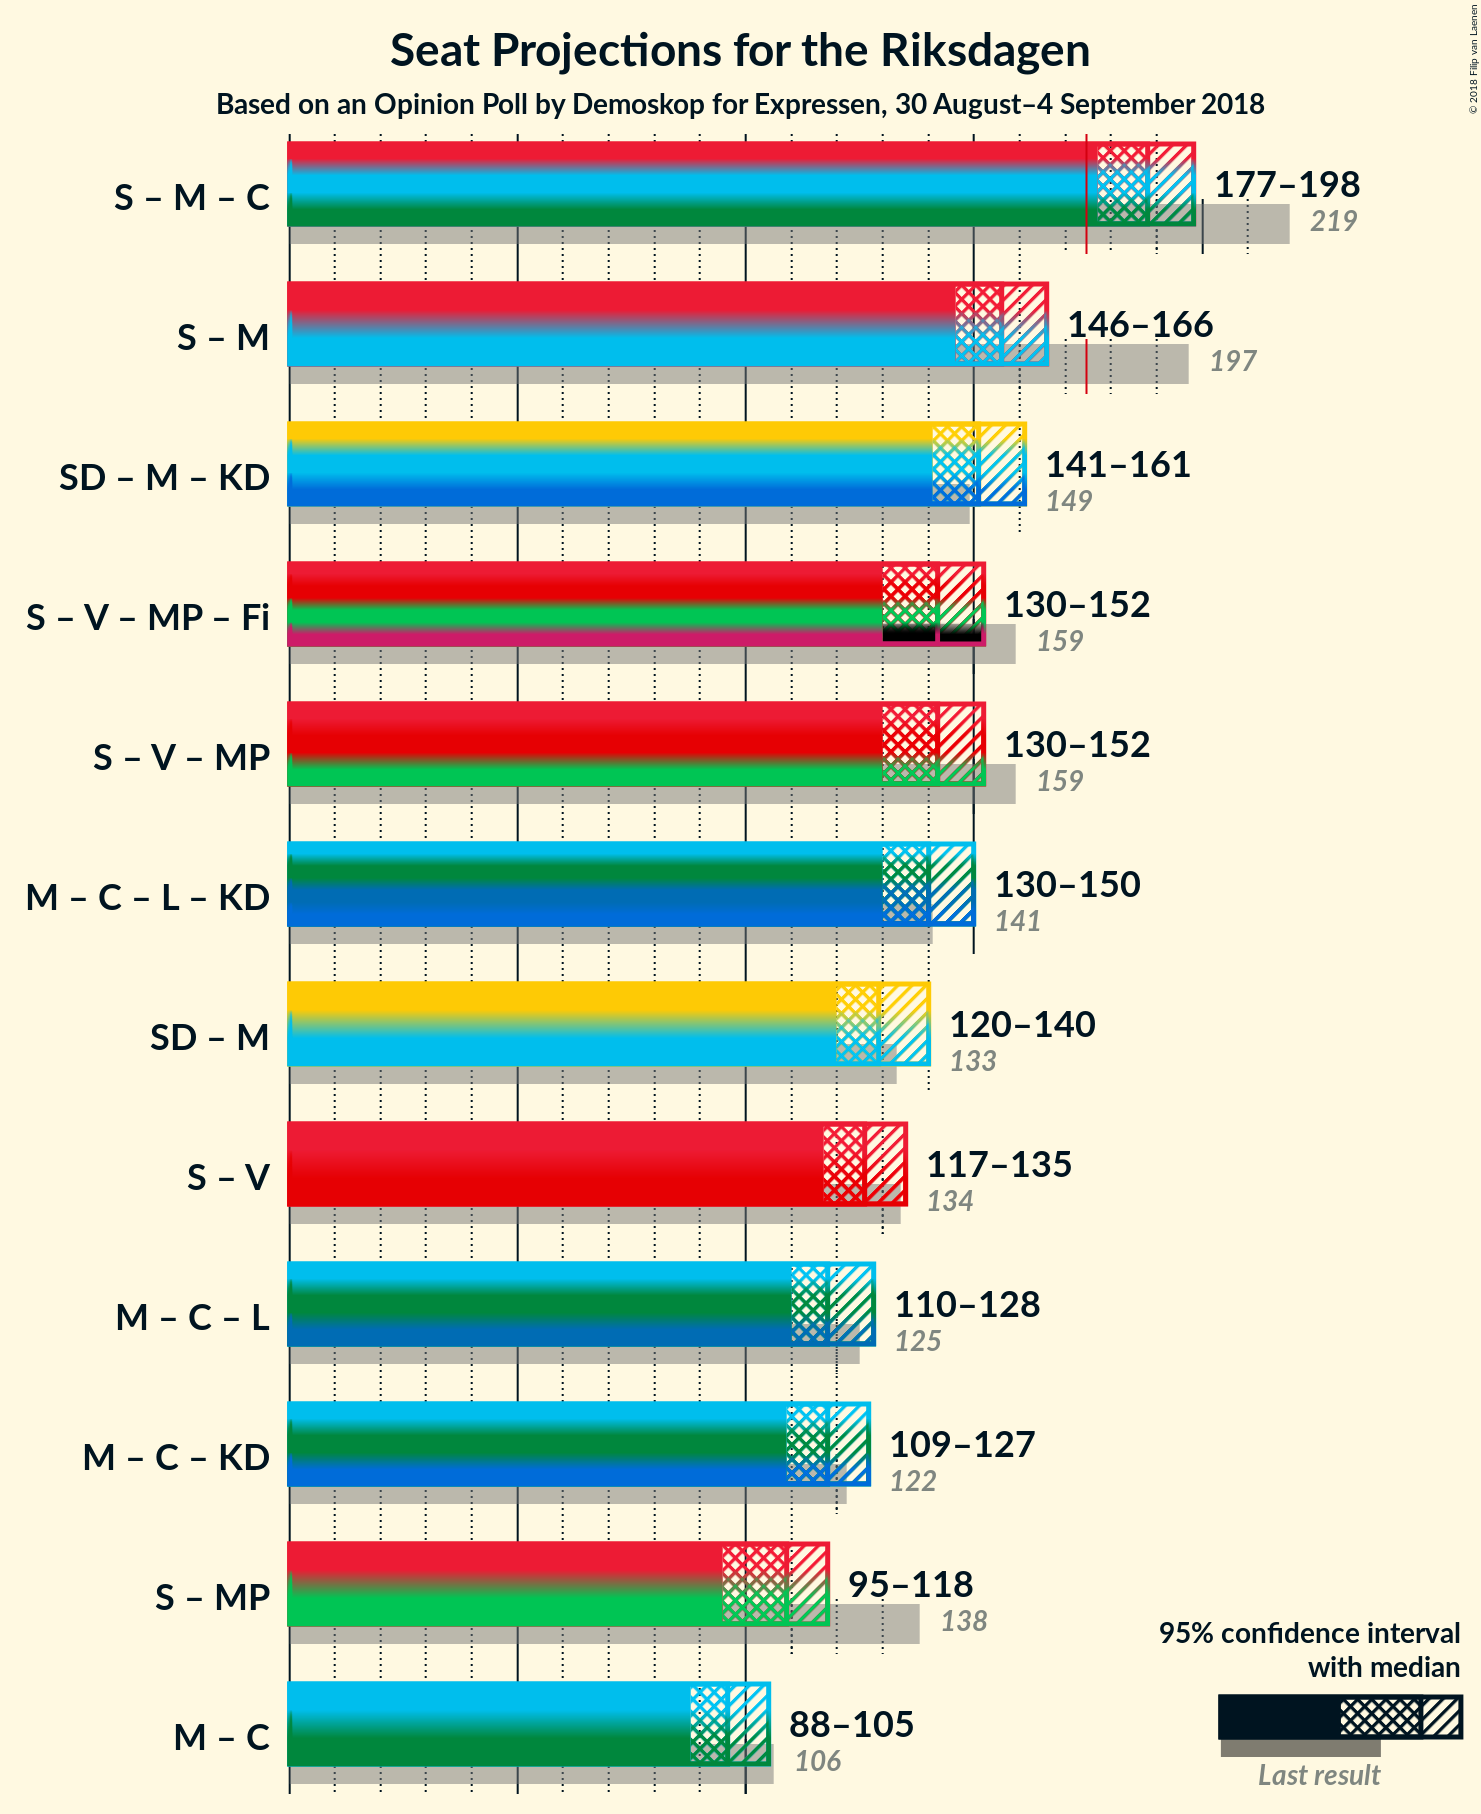 Seat Projections for the Riksdagen
Based on an Opinion Poll by Demoskop for Expressen, 30 August–4 September 2018
© 2018 Filip van Laenen
S – M – C
177–198
219
S – M
146–166
197
SD – M – KD
141–161
149
S – V – MP – Fi
130–152
159
S – V – MP
130–152
159
M – C – L – KD
130–150
141
SD – M
120–140
133
S – V
117–135
134
M – C – L
110–128
125
M – C – KD
109–127
122
S – MP
95–118
138
M – C
88–105
106
95% confidence interval
with median
Last result